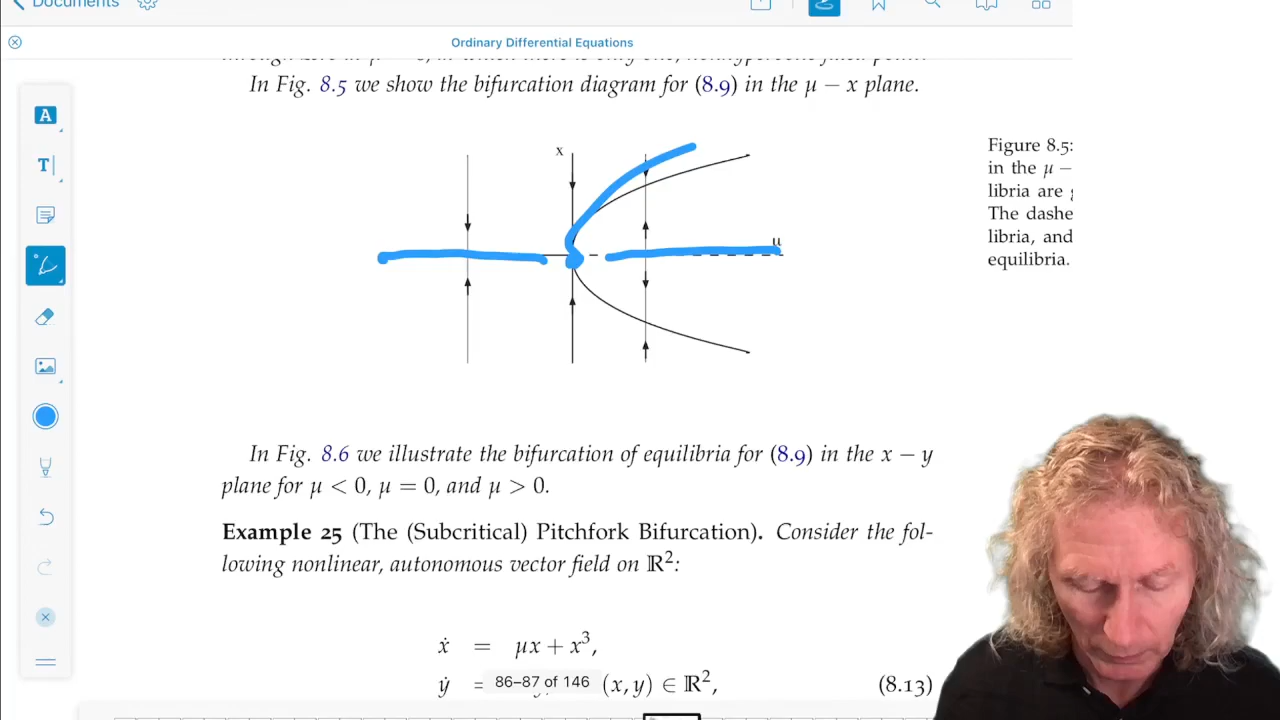 Documents
Ordinary Differential Equations
In Fig. 8.5 we show the bifurcation diagram for (8.9) in the μ − x plane.
x
μ
Figure 8.5:
in the μ −
libria are
The dashe
libria, and
equilibria.
In Fig. 8.6 we illustrate the bifurcation of equilibria for (8.9) in the x − y
plane for μ < 0, μ = 0, and μ > 0.
Example 25 (The (Subcritical) Pitchfork Bifurcation). Consider the fol-
lowing nonlinear, autonomous vector field on ℝ²:
ẋ = μx + x³,
ẏ = (x, y) ∈ ℝ², (8.13)
86–87 of 146
A
T